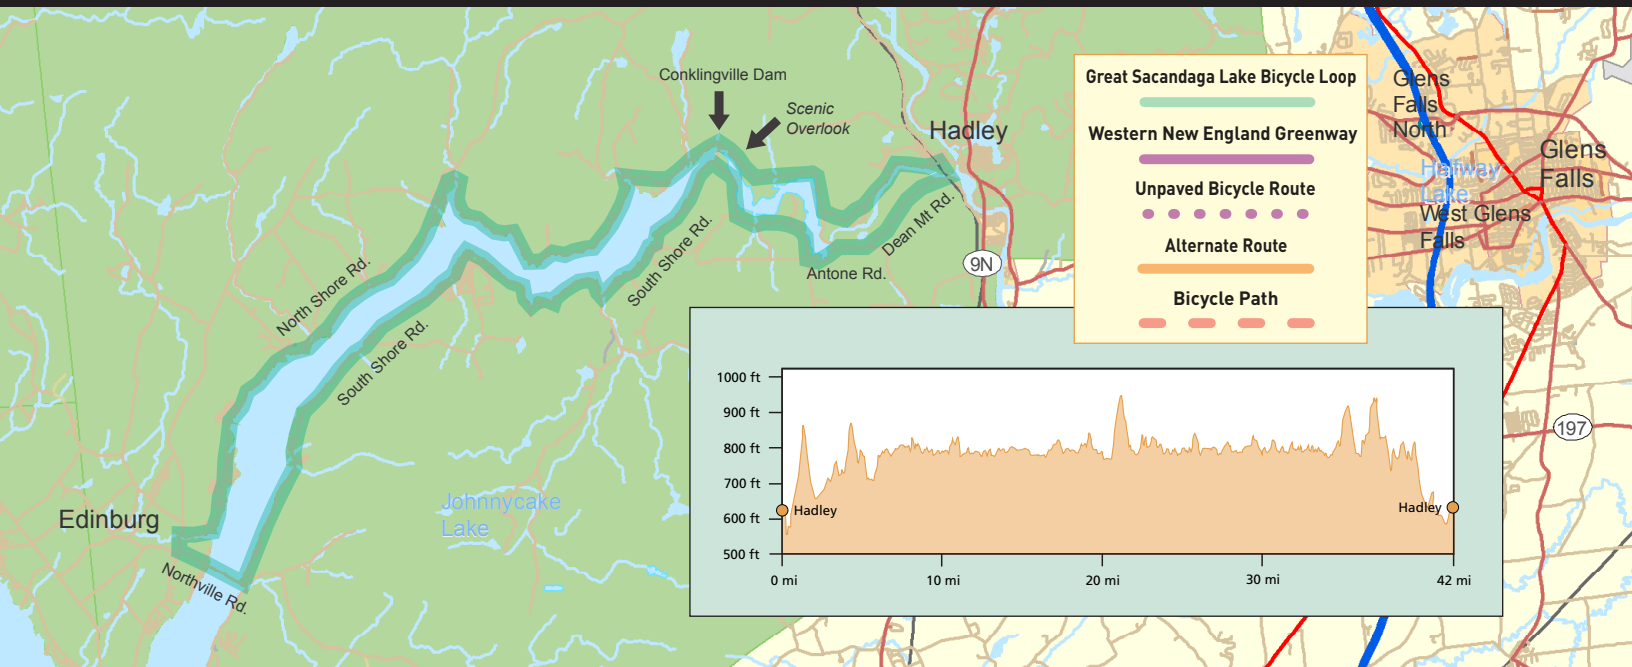 Conklingville Dam
Scenic
Overlook
Hadley
North Shore Rd.
South Shore Rd.
South Shore Rd.
Dean Mt Rd.
Antone Rd.
9N
Edinburg
Northville Rd.
Johnnycake
Lake
Great Sacandaga Lake Bicycle Loop
Western New England Greenway
Unpaved Bicycle Route
Alternate Route
Bicycle Path
Glens
Falls
North
Glens
Falls
Halfway
Lake
West Glens
Falls
197
1000 ft
900 ft
800 ft
700 ft
600 ft
500 ft
Hadley
Hadley
0 mi
10 mi
20 mi
30 mi
42 mi